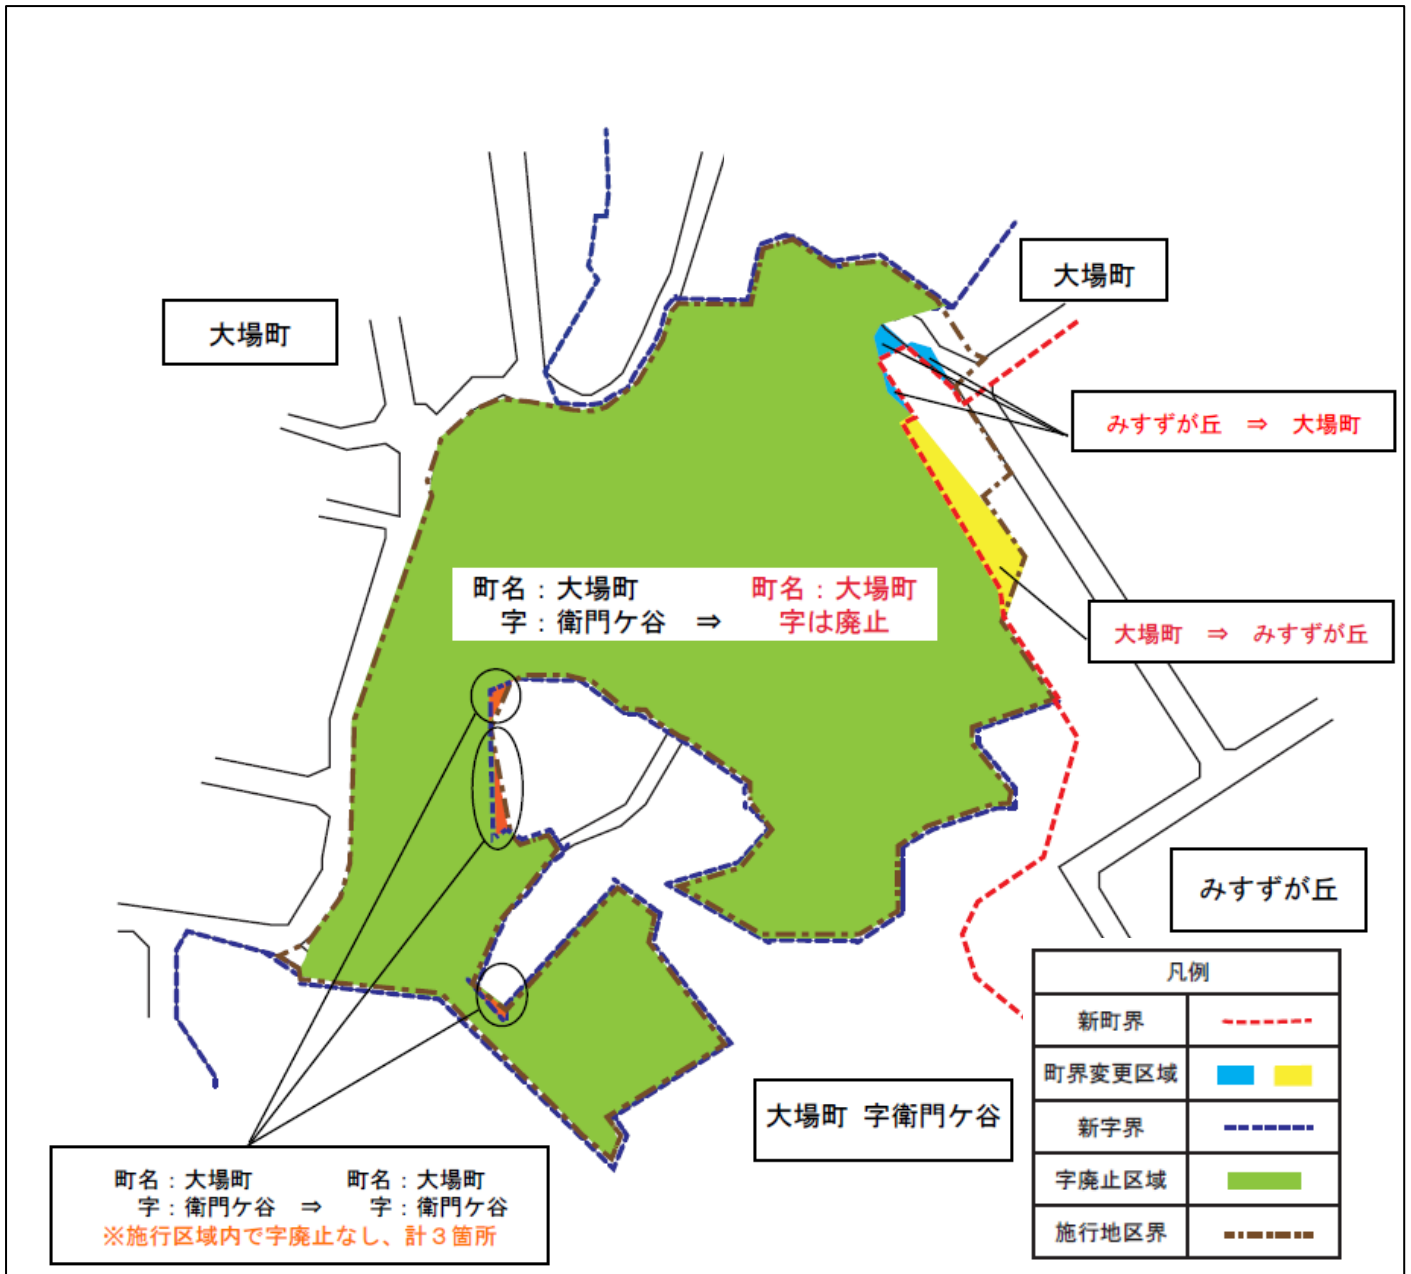 大場町
大場町
みすずが丘 ⇒ 大場町
町名：大場町 町名：大場町
字：衛門ケ谷 ⇒ 字は廃止
大場町 ⇒ みすずが丘
みすずが丘
凡例
新町界
町界変更区域
新字界
字廃止区域
施行地区界
大場町 字衛門ケ谷
町名：大場町 町名：大場町
字：衛門ケ谷 ⇒ 字：衛門ケ谷
※施行区域内で字廃止なし、計３箇所